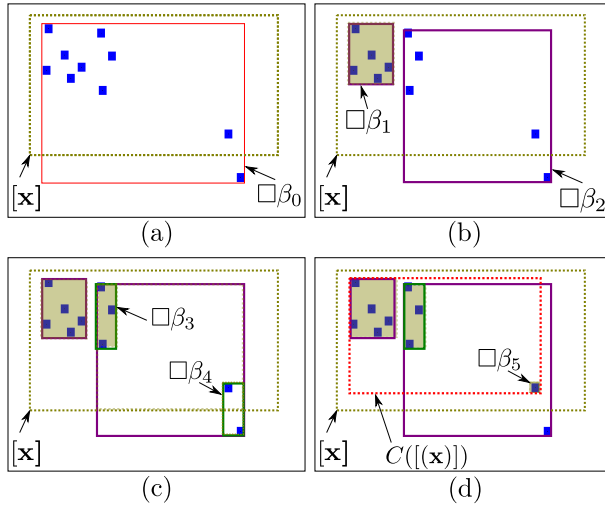 [x]
□β₀
(a)
□β₁
[x]
□β₂
(b)
□β₃
□β₄
[x]
(c)
□β₅
[x]
C([(x)])
(d)